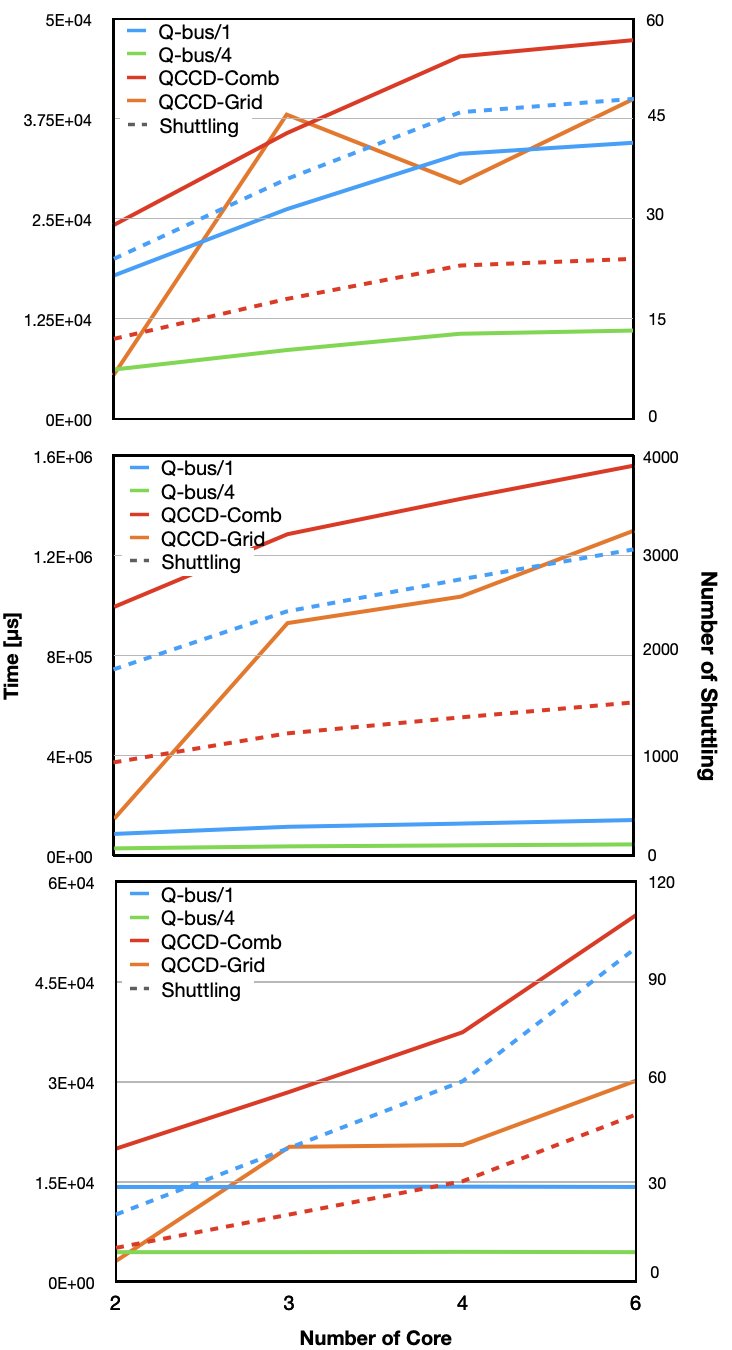 5E+04
60
Q-bus/1
Q-bus/4
QCCD-Comb
QCCD-Grid
Shuttling
3.75E+04
45
2.5E+04
30
1.25E+04
15
0E+00
0
1.6E+06
4000
Q-bus/1
Q-bus/4
QCCD-Comb
QCCD-Grid
Shuttling
1.2E+06
3000
8E+05
2000
4E+05
1000
0E+00
0
Time [µs]
Number of Shuttling
6E+04
120
Q-bus/1
Q-bus/4
QCCD-Comb
QCCD-Grid
Shuttling
4.5E+04
90
3E+04
60
1.5E+04
30
0E+00
0
2 3 4 6
Number of Core